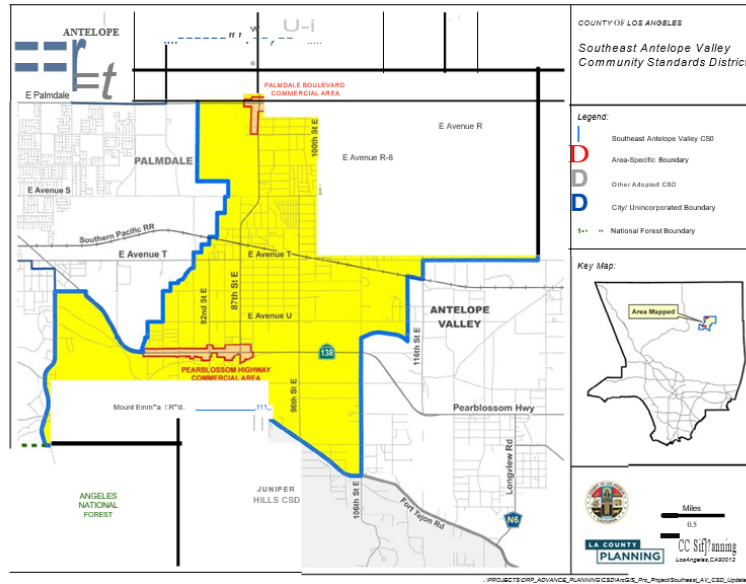 COUNTY OF LOS ANGELES
Southeast Antelope Valley
Community Standards District
ANTELOPE
U-i
E Palmdale
PALMDALE BOULEVARD
COMMERCIAL AREA
100th St E
E Avenue R
E Avenue R-8
PALMDALE
E Avenue S
Southern Pacific RR
E Avenue T
E Avenue T
82nd St E
87th St E
E Avenue U
ANTELOPE
VALLEY
116th St E
138
PEARBLOSSOM HIGHWAY
COMMERCIAL AREA
96th St E
Pearblossom Hwy
Longview Rd
JUNIPER
HILLS CSD
106th St E
Fort Tejon Rd
N6
ANGELES
NATIONAL
FOREST
Legend:
Southeast Antelope Valley CS0
D Area-Specific Boundary
D Other Adopted CSD
D City/ Unincorporated Boundary
National Forest Boundary
Key Map:
Area Mapped
Miles
0.5
LA COUNTY
PLANNING
LosAngeles,CA90012